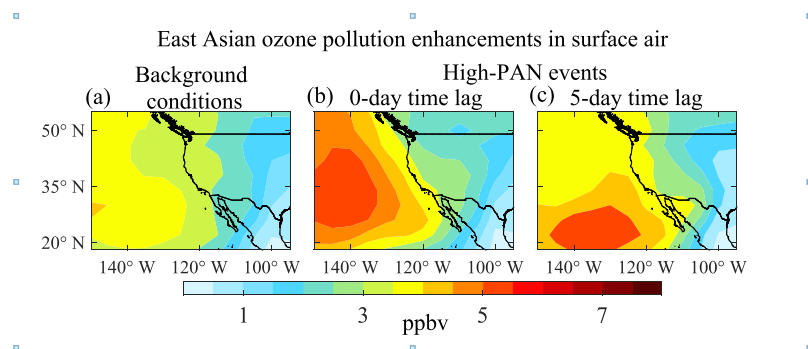 East Asian ozone pollution enhancements in surface air
Background
conditions
High-PAN events
(a)
(b)
0-day time lag
(c)
5-day time lag
50° N
35° N
20° N
140° W
120° W
100° W
140° W
120° W
100° W
140° W
120° W
100° W
1
3
5
7
ppbv